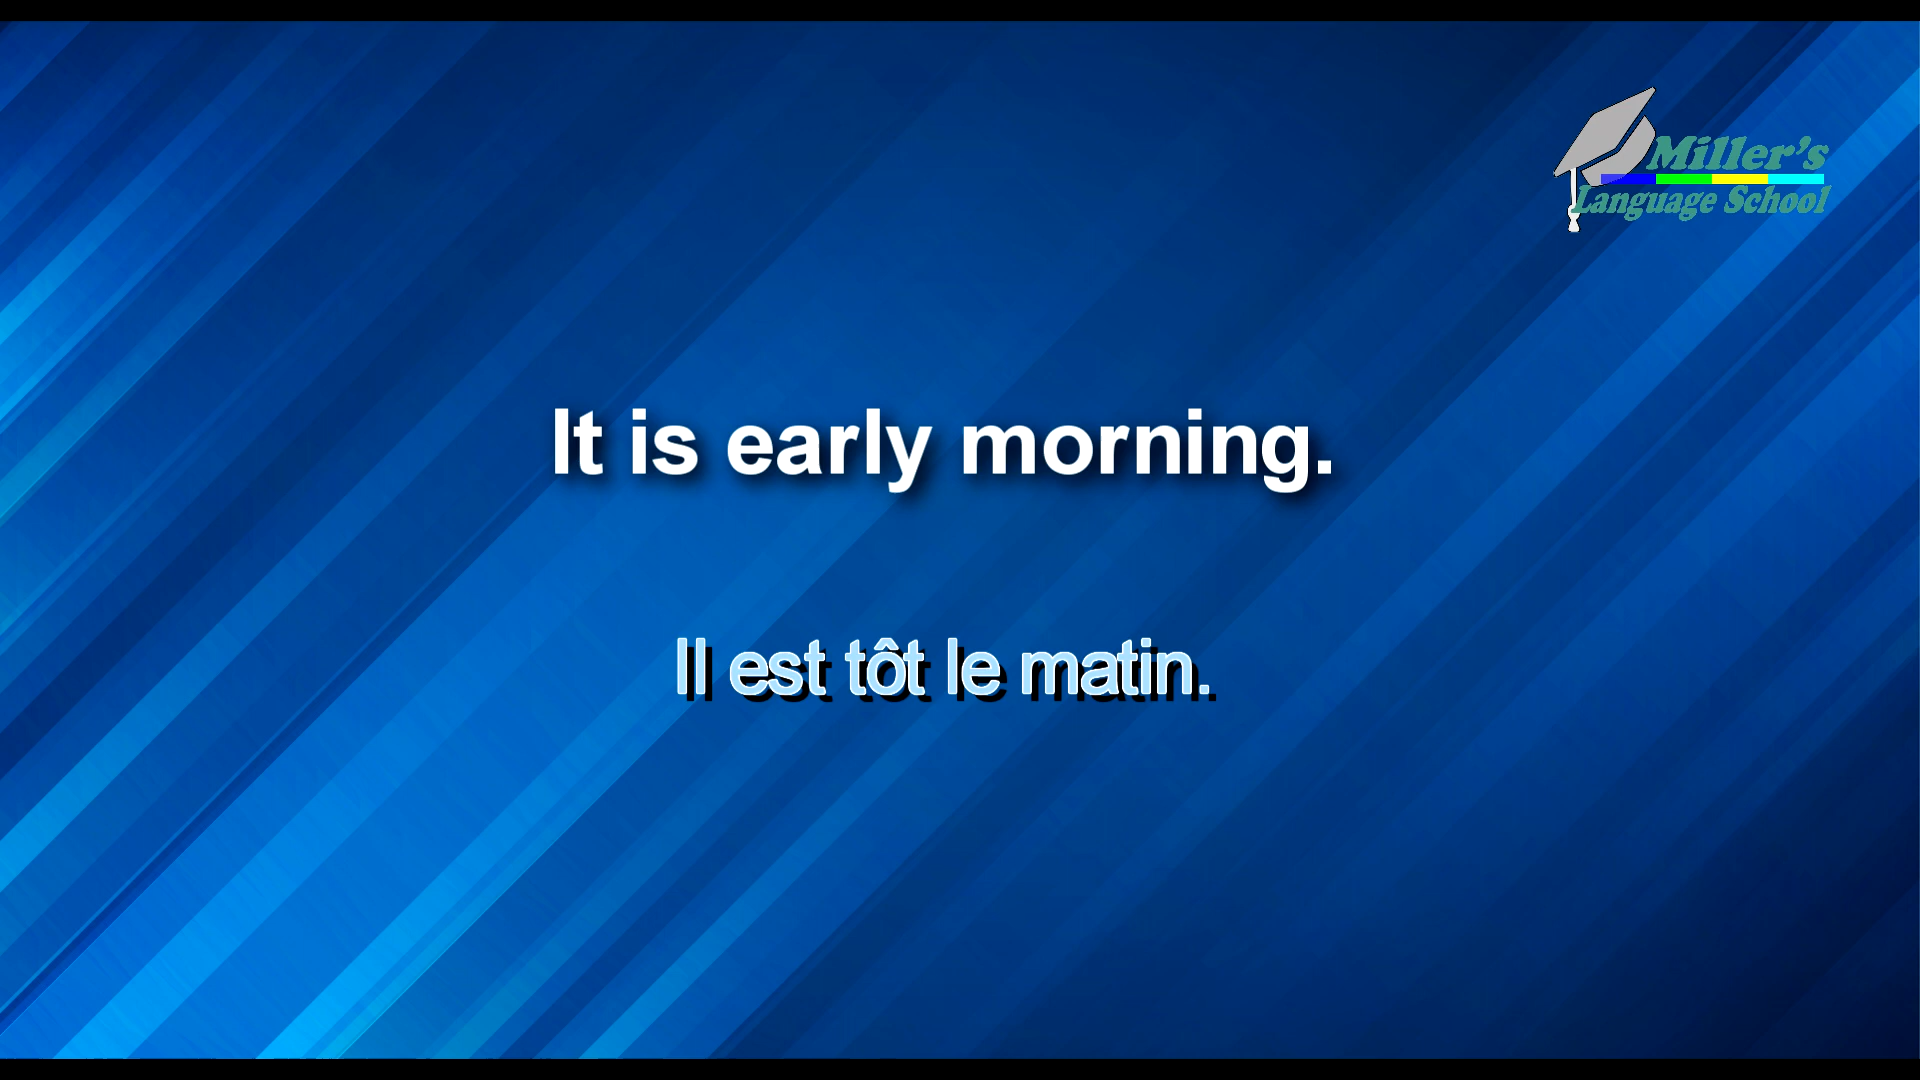 Miller's
Language School
It is early morning.
Il est tôt le matin.